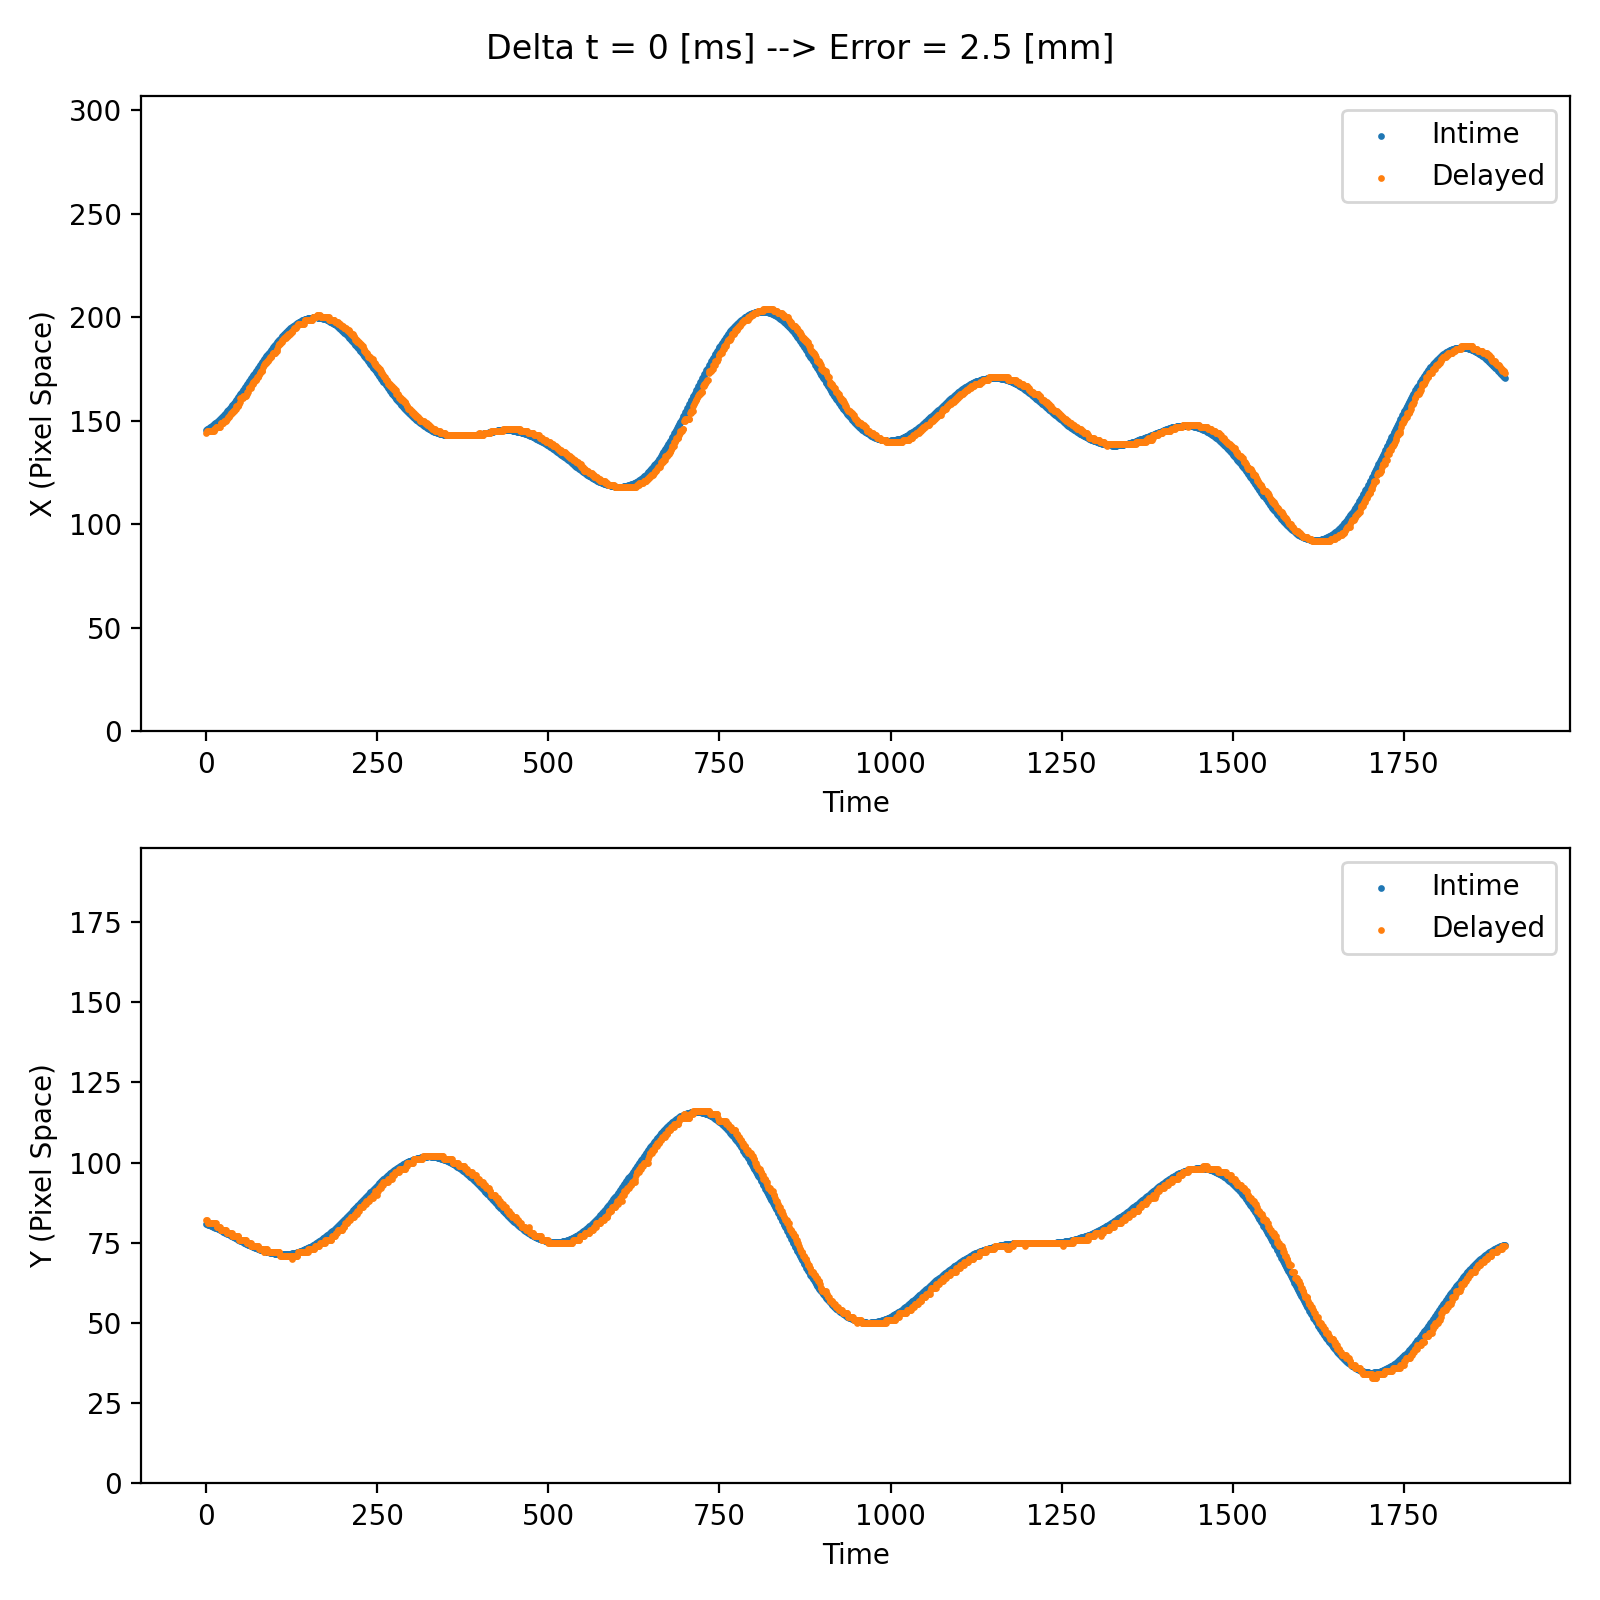 Delta t = 0 [ms] --> Error = 2.5 [mm]
300
250
200
150
100
50
0
X (Pixel Space)
Intime
Delayed
0 250 500 750 1000 1250 1500 1750
Time
175
150
125
100
75
50
25
0
Y (Pixel Space)
Intime
Delayed
0 250 500 750 1000 1250 1500 1750
Time